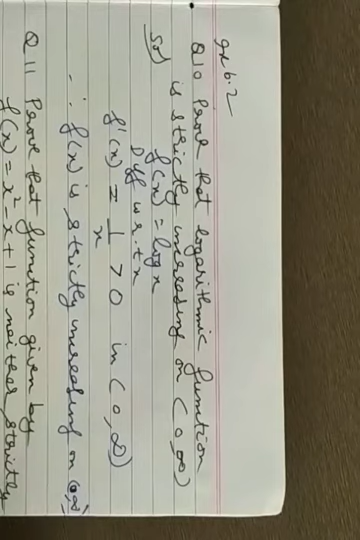 ex 6.2
Q 10 Prove that logarithmic function
is strictly increasing on (0, ∞)
Sol f(x) = log x
Diff w.r.t x
f'(x) = 1/x > 0 in (0, ∞)
∴ f(x) is strictly increasing on (0, ∞)
Q 11 Prove that function given by
f(x) = x² - x + 1 is neither strictly